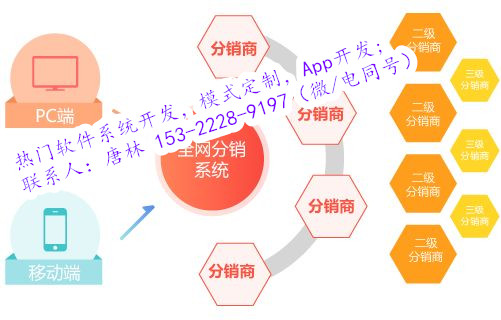 分销商
二级
分销商
三级
分销商
PC端
热门软件系统开发，模式定制，App开发；
联系人：唐林 153-2228-9197（微/电同号）
二级
分销商
分销商
全网分销
系统
三级
分销商
二级
分销商
分销商
三级
分销商
移动端
分销商
二级
分销商